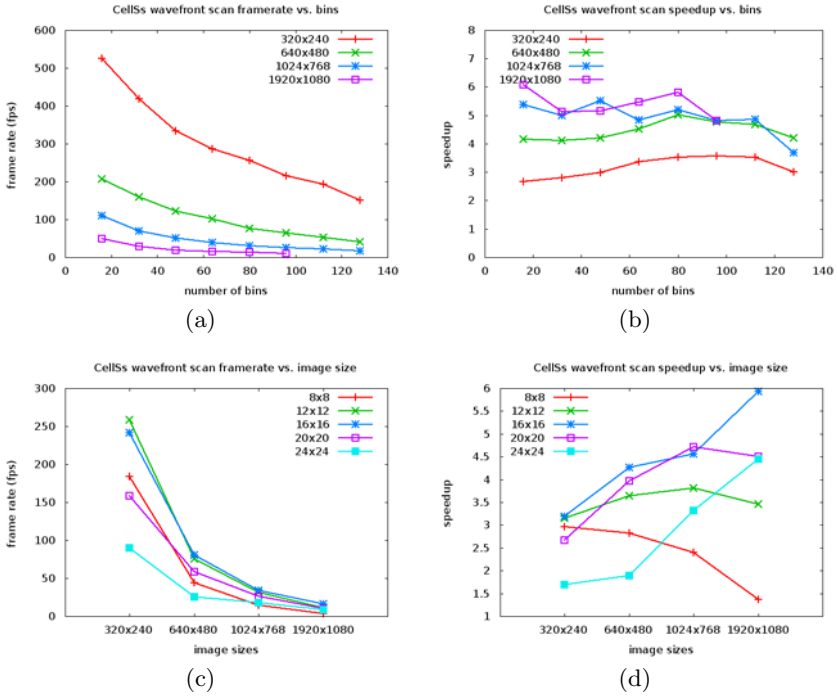 CellSs wavefront scan framerate vs. bins
600
500
400
300
200
100
0
frame rate (fps)
320x240
640x480
1024x768
1920x1080
0 20 40 60 80 100 120 140
number of bins
(a)
CellSs wavefront scan speedup vs. bins
8
7
6
5
4
3
2
1
0
speedup
320x240
640x480
1024x768
1920x1080
0 20 40 60 80 100 120 140
number of bins
(b)
CellSs wavefront scan framerate vs. image size
300
250
200
150
100
50
0
frame rate (fps)
8x8
12x12
16x16
20x20
24x24
320x240 640x480 1024x768 1920x1080
image sizes
(c)
CellSs wavefront scan speedup vs. image size
6
5.5
5
4.5
4
3.5
3
2.5
2
1.5
1
speedup
8x8
12x12
16x16
20x20
24x24
320x240 640x480 1024x768 1920x1080
image sizes
(d)